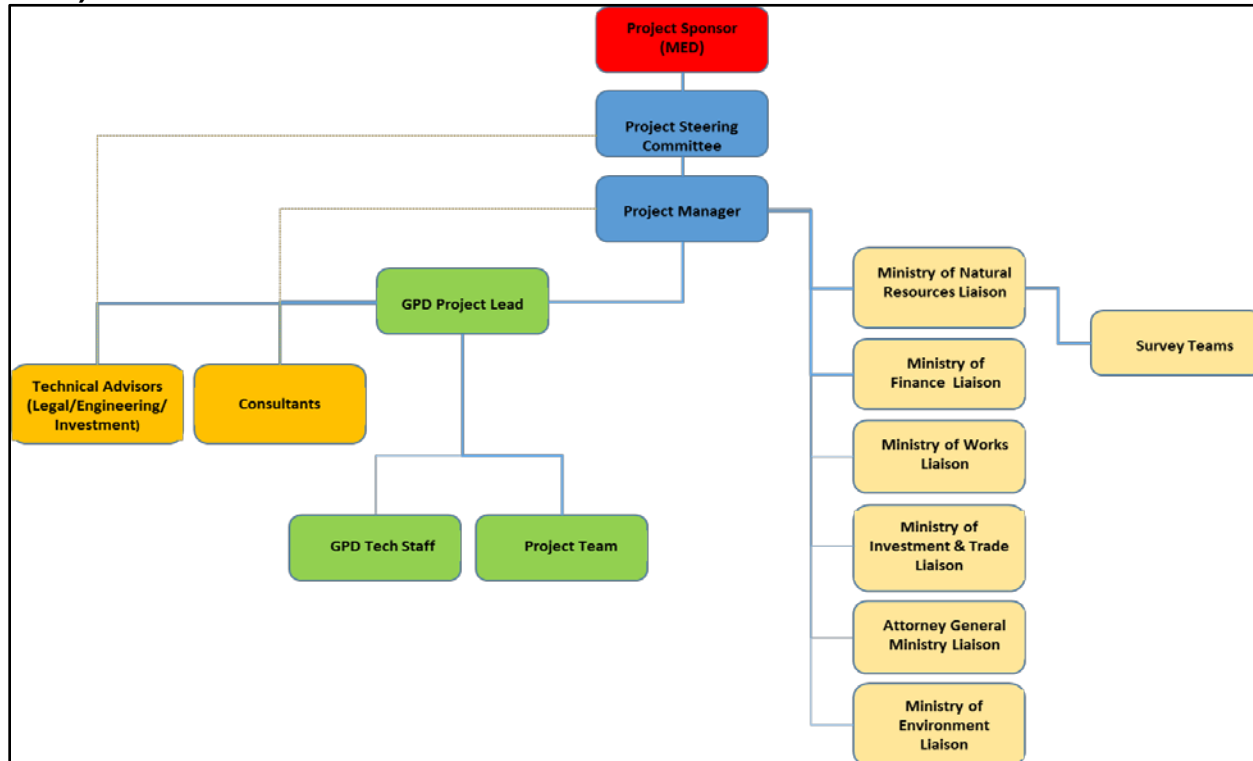 Project Sponsor
(MED)
Project Steering
Committee
Project Manager
GPD Project Lead
Ministry of Natural
Resources Liaison
Survey Teams
Technical Advisors
(Legal/Engineering/
Investment)
Consultants
Ministry of
Finance Liaison
Ministry of Works
Liaison
GPD Tech Staff
Project Team
Ministry of
Investment & Trade
Liaison
Attorney General
Ministry Liaison
Ministry of
Environment
Liaison